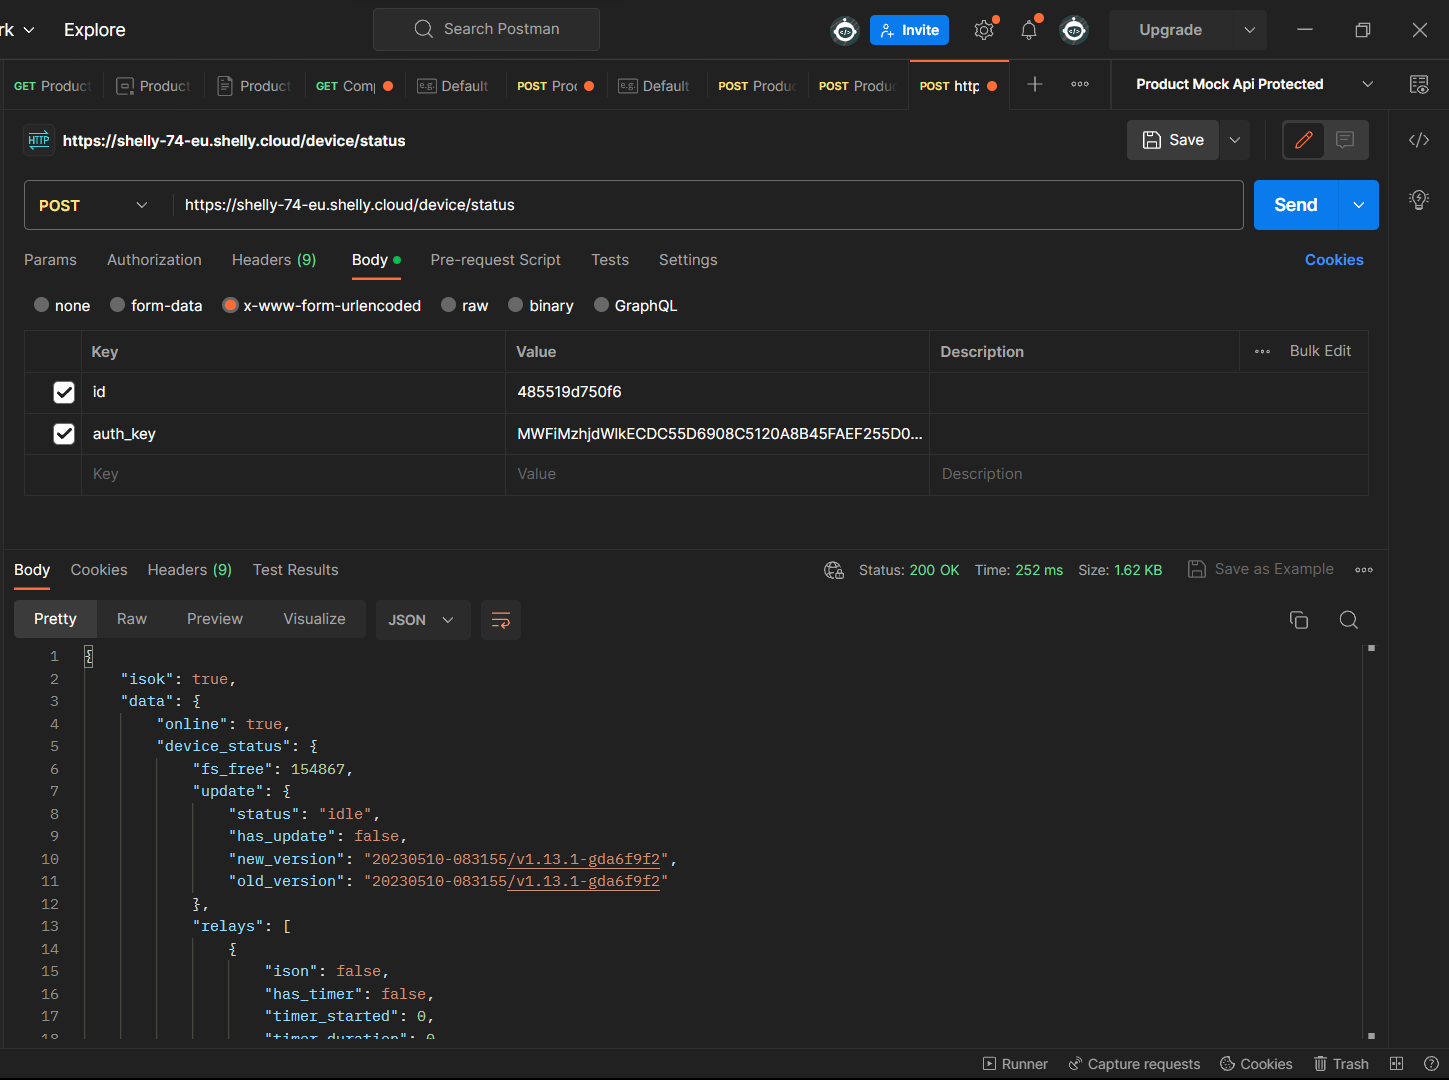 rk Explore Search Postman Invite Upgrade
GET Product Product Product GET Comp e.g. Default POST Proc e.g. Default POST Produc POST Produc POST http Product Mock Api Protected
HTTP https://shelly-74-eu.shelly.cloud/device/status Save
POST https://shelly-74-eu.shelly.cloud/device/status Send
Params Authorization Headers (9) Body Pre-request Script Tests Settings Cookies
none form-data x-www-form-urlencoded raw binary GraphQL
Key Value Description Bulk Edit
id 485519d750f6
auth_key MWFiMzhjdWlkECDC55D6908C5120A8B45FAEF255D0...
Key Value Description
Body Cookies Headers (9) Test Results Status: 200 OK Time: 252 ms Size: 1.62 KB Save as Example
Pretty Raw Preview Visualize JSON
1 {
2 "isok": true,
3 "data": {
4 "online": true,
5 "device_status": {
6 "fs_free": 154867,
7 "update": {
8 "status": "idle",
9 "has_update": false,
10 "new_version": "20230510-083155/v1.13.1-gda6f9f2",
11 "old_version": "20230510-083155/v1.13.1-gda6f9f2"
12 },
13 "relays": [
14 {
15 "ison": false,
16 "has_timer": false,
17 "timer_started": 0,
18 "timer_duration": 0
Runner Capture requests Cookies Trash